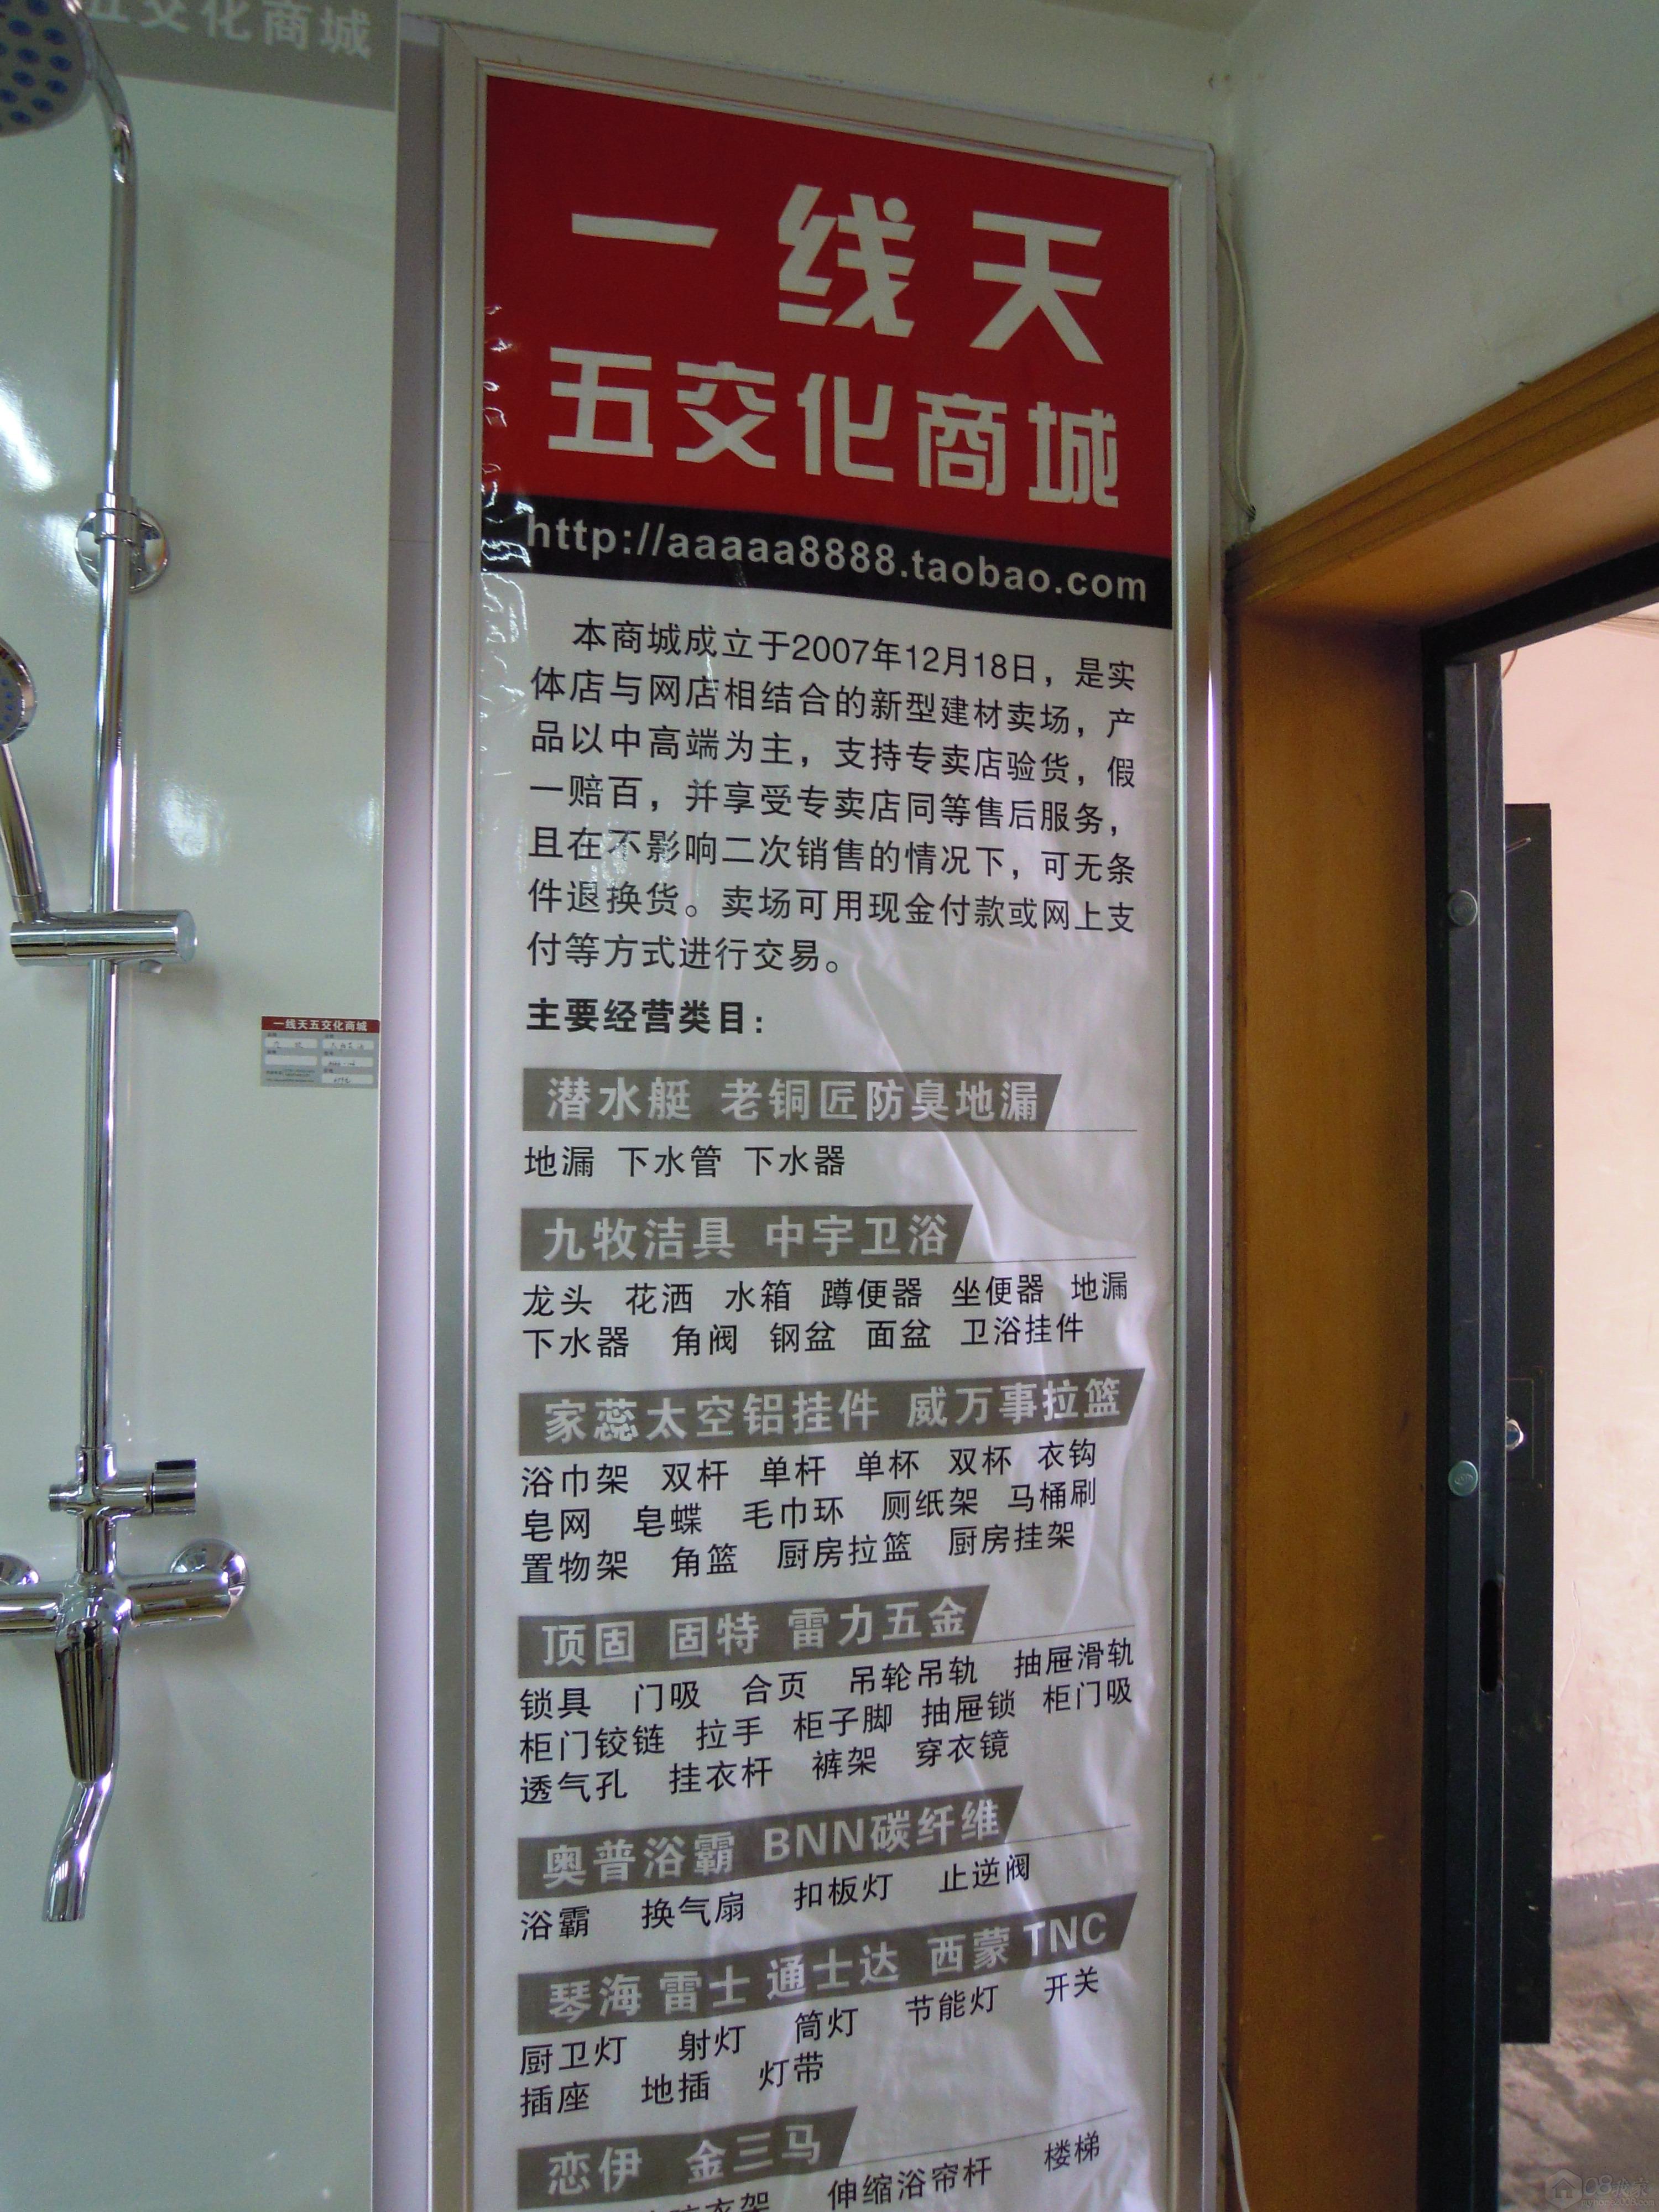 五交化商城
一线天
五交化商城
http://aaaaa8888.taobao.com
本商城成立于2007年12月18日，是实
体店与网店相结合的新型建材卖场，产
品以中高端为主，支持专卖店验货，假
一赔百，并享受专卖店同等售后服务，
且在不影响二次销售的情况下，可无条
件退换货。卖场可用现金付款或网上支
付等方式进行交易。
主要经营类目：
一线天五交化商城
潜水艇 老铜匠防臭地漏
地漏 下水管 下水器
九牧洁具 中宇卫浴
龙头 花洒 水箱 蹲便器 坐便器 地漏
下水器 角阀 钢盆 面盆 卫浴挂件
家蕊太空铝挂件 威万事拉篮
浴巾架 双杆 单杆 单杯 双杯 衣钩
皂网 皂蝶 毛巾环 厕纸架 马桶刷
置物架 角篮 厨房拉篮 厨房挂架
顶固 固特 雷力五金
锁具 门吸 合页 吊轮吊轨 抽屉滑轨
柜门铰链 拉手 柜子脚 抽屉锁 柜门吸
透气孔 挂衣杆 裤架 穿衣镜
奥普浴霸 BNN碳纤维
浴霸 换气扇 扣板灯 止逆阀
琴海 雷士 通士达 西蒙 TNC
厨卫灯 射灯 筒灯 节能灯 开关
插座 地插 灯带
恋伊 金三马
衣架 伸缩浴帘杆 楼梯